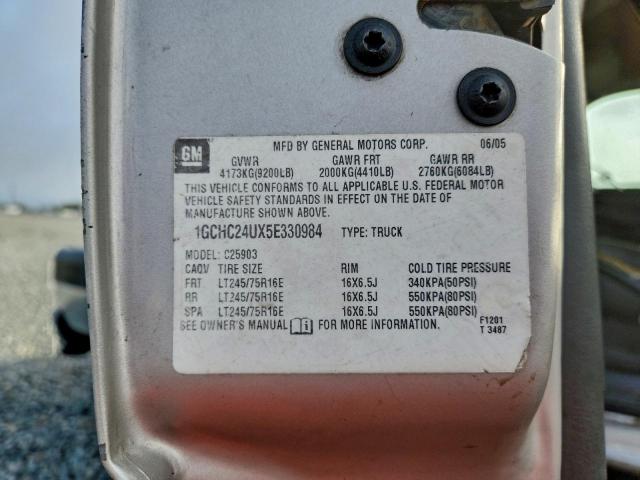 GM MFD BY GENERAL MOTORS CORP. 06/05
GVWR GAWR FRT GAWR RR
4173KG(9200LB) 2000KG(4410LB) 2760KG(6084LB)
THIS VEHICLE CONFORMS TO ALL APPLICABLE U.S. FEDERAL MOTOR
VEHICLE SAFETY STANDARDS IN EFFECT ON THE DATE OF
MANUFACTURE SHOWN ABOVE.
1GCHC24UX5E330984 TYPE: TRUCK
MODEL: C25903
CAQV TIRE SIZE RIM COLD TIRE PRESSURE
FRT LT245/75R16E 16X6.5J 340KPA(50PSI)
RR LT245/75R16E 16X6.5J 550KPA(80PSI)
SPA LT245/75R16E 16X6.5J 550KPA(80PSI)
SEE OWNER'S MANUAL FOR MORE INFORMATION. F1201
T 3487